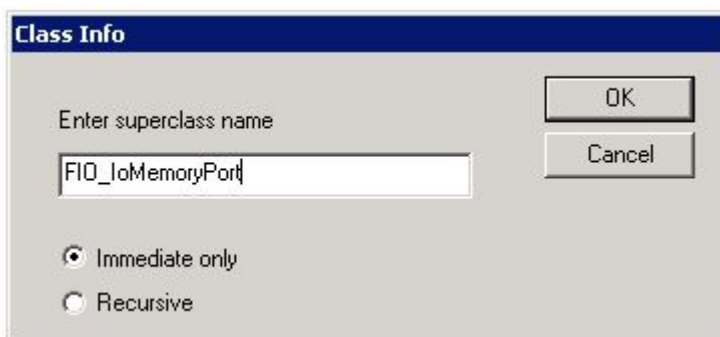 Class Info
OK
Enter superclass name
Cancel
FIO_IoMemoryPort
Immediate only
Recursive